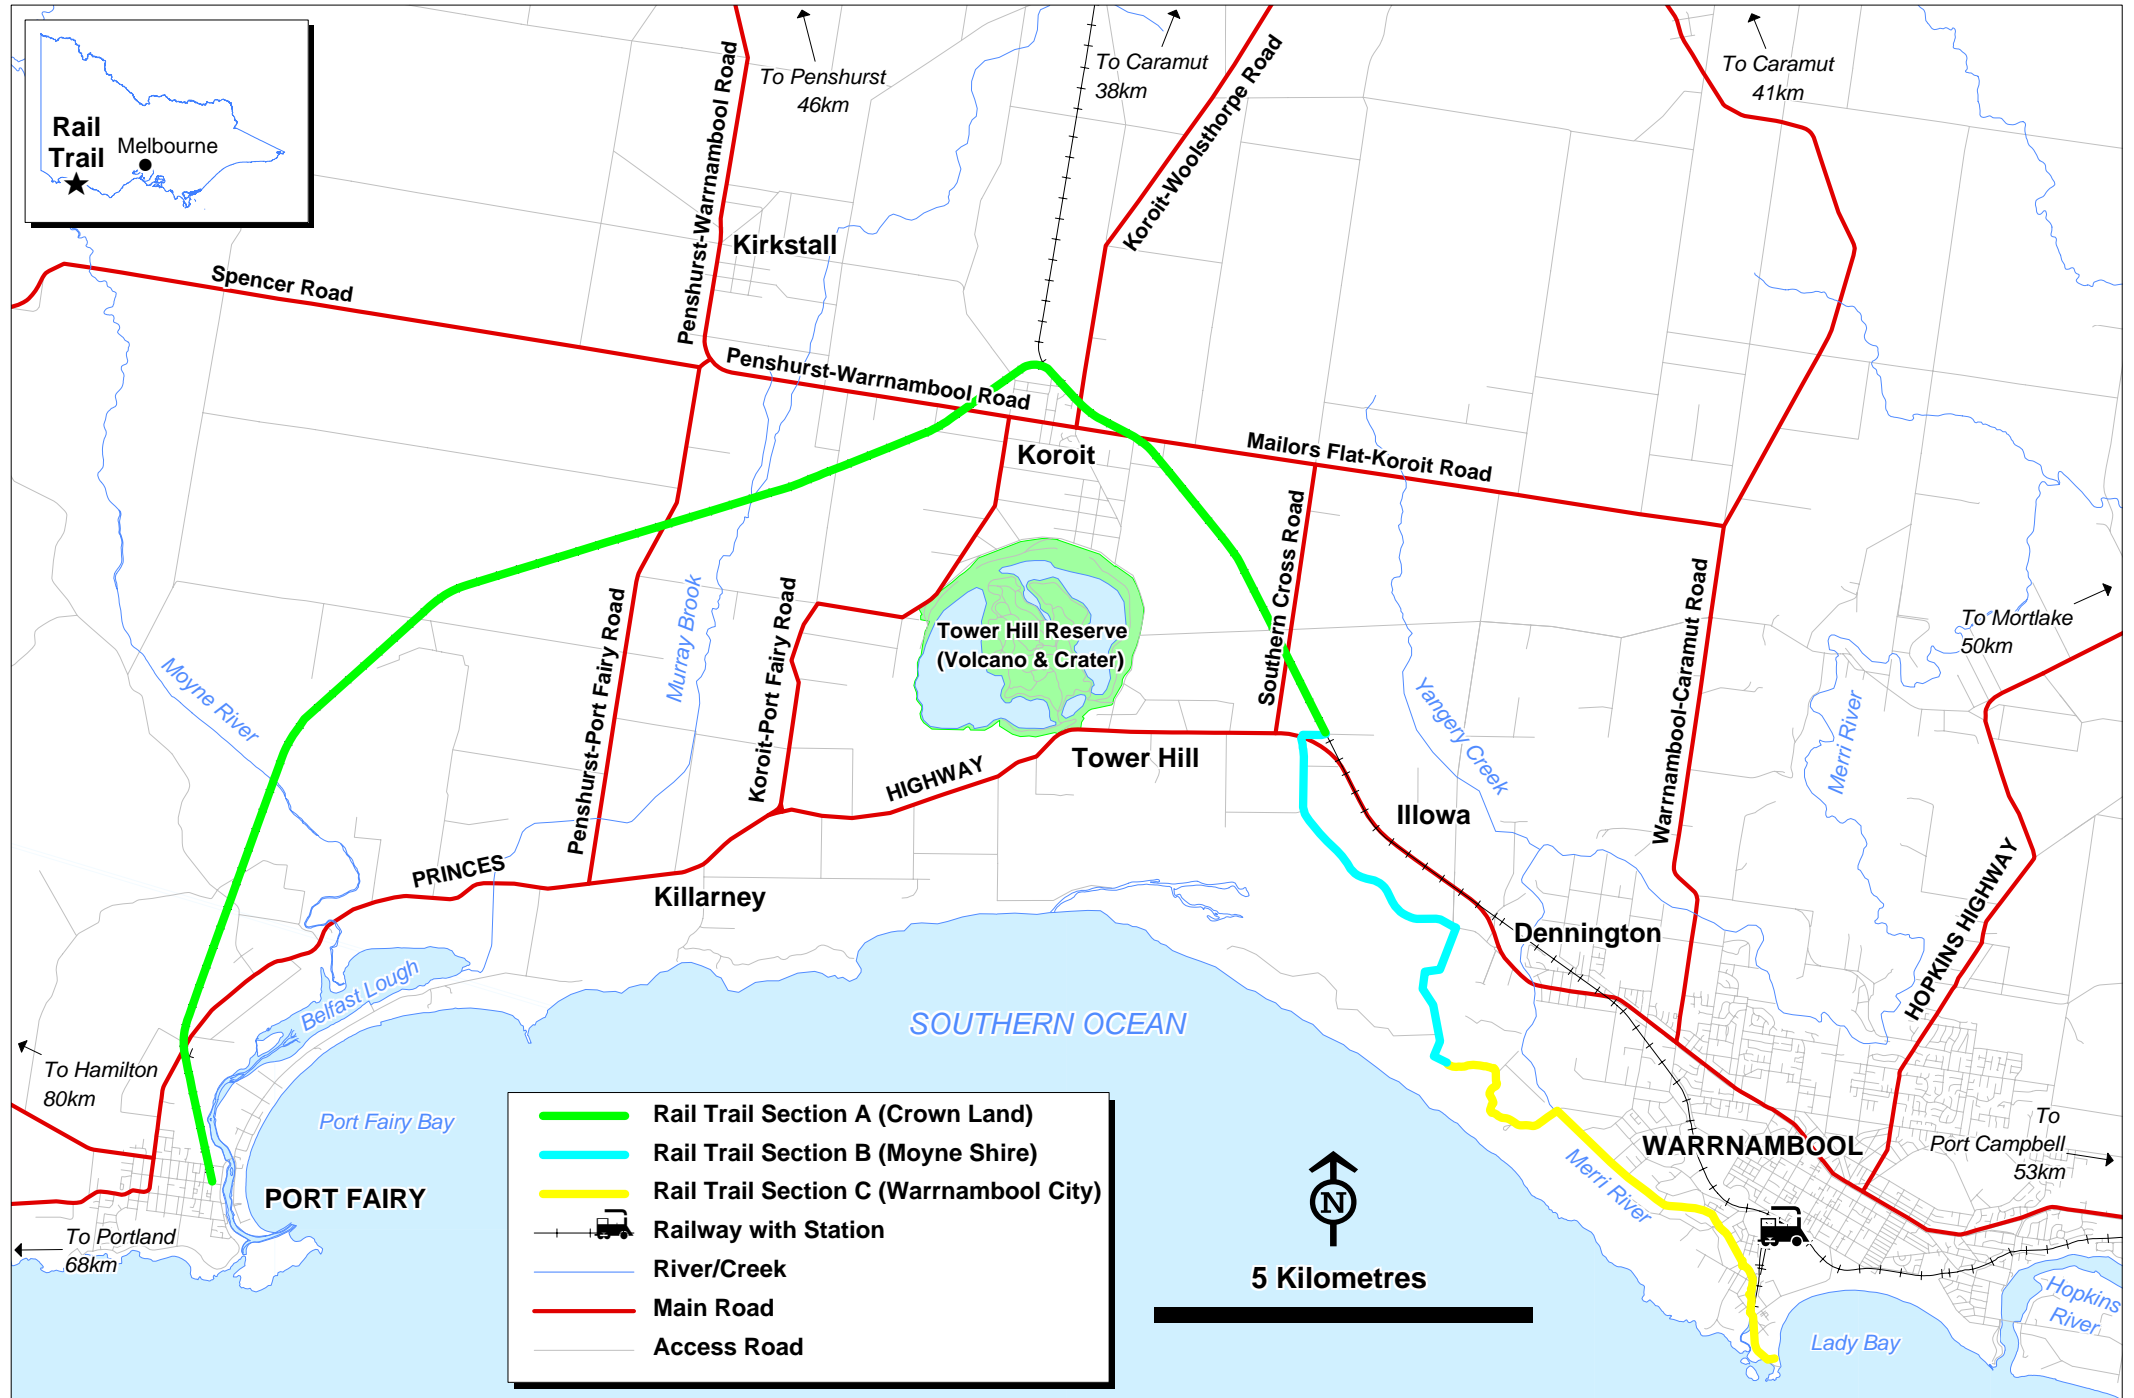 Rail
Trail
Melbourne
To Penshurst
46km
To Caramut
38km
To Caramut
41km
Penshurst-Warrnambool Road
Koroit-Woolsthorpe Road
Kirkstall
Spencer Road
Penshurst-Warrnambool Road
Koroit
Mailors Flat-Koroit Road
Southern Cross Road
Tower Hill Reserve
(Volcano & Crater)
To Mortlake
50km
Moyne River
Penshurst-Port Fairy Road
Murray Brook
Koroit-Port Fairy Road
Yangery Creek
Warrnambool-Caramut Road
Merri River
Tower Hill
HIGHWAY
Illowa
PRINCES
Killarney
HOPKINS HIGHWAY
Dennington
Belfast Lough
SOUTHERN OCEAN
To Hamilton
80km
Port Fairy Bay
PORT FAIRY
To Portland
68km
WARRNAMBOOL
To
Port Campbell
53km
Merri River
Hopkins
River
Lady Bay
Rail Trail Section A (Crown Land)
Rail Trail Section B (Moyne Shire)
Rail Trail Section C (Warrnambool City)
Railway with Station
River/Creek
Main Road
Access Road
N
5 Kilometres